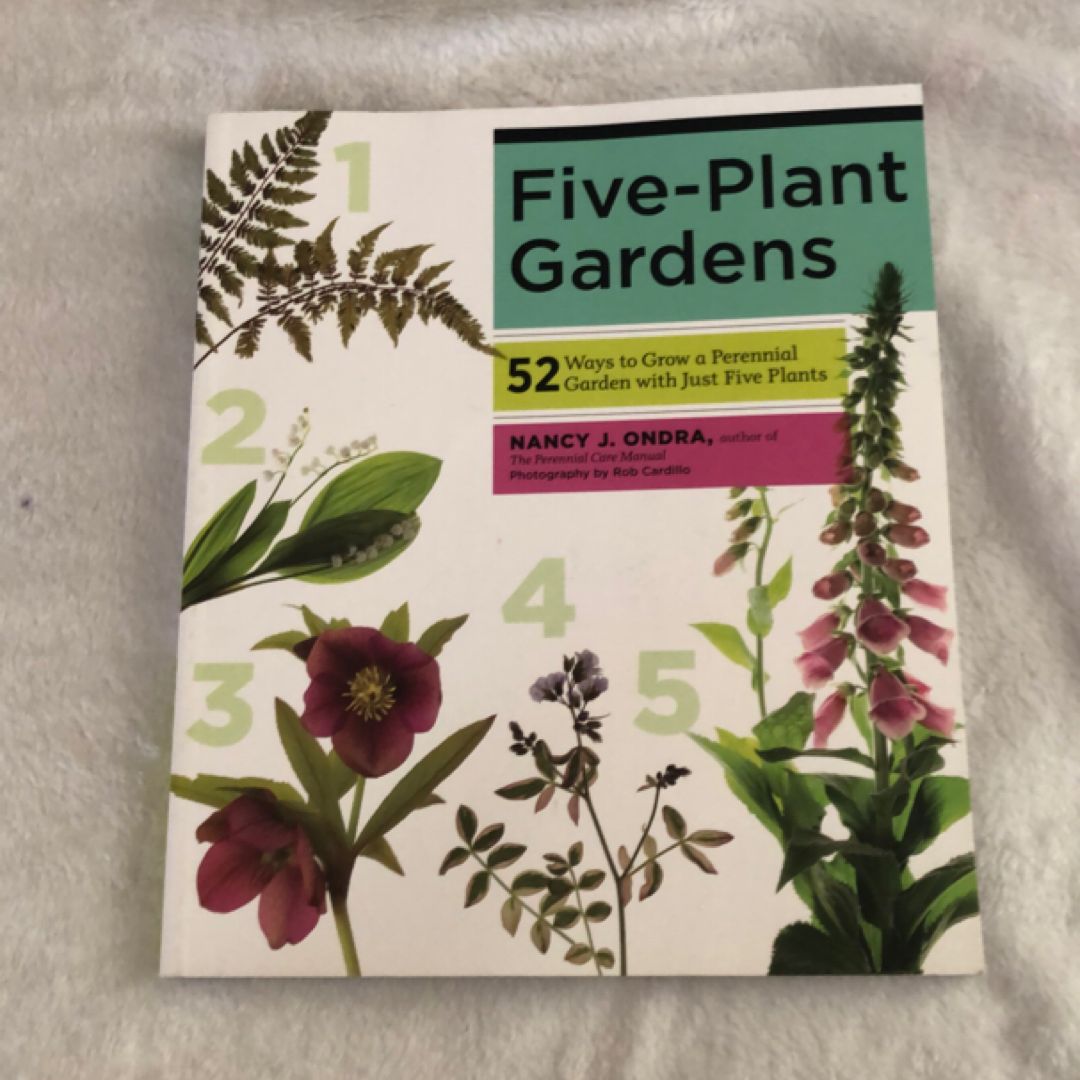 1
Five-Plant
Gardens
52 Ways to Grow a Perennial
Garden with Just Five Plants
NANCY J. ONDRA, author of
The Perennial Care Manual
Photography by Rob Cardillo
2
3
4
5